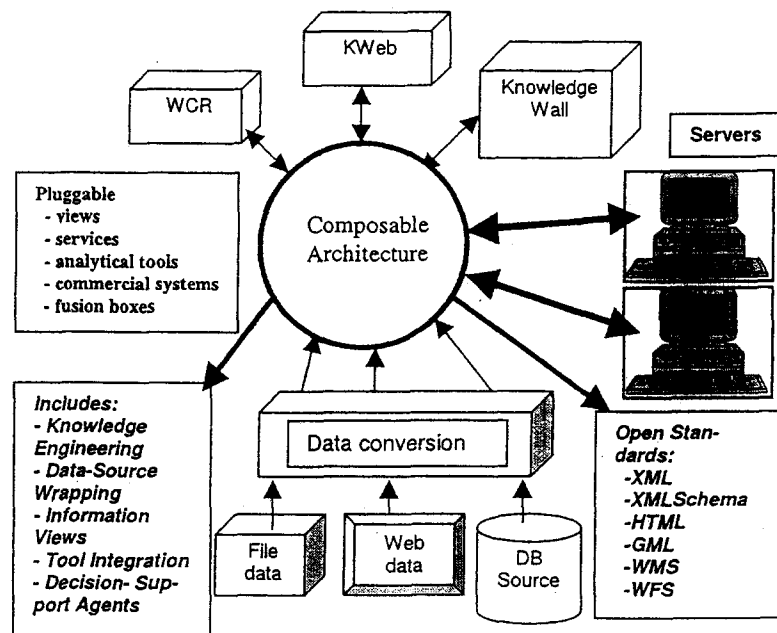 KWeb
WCR
Knowledge
Wall
Servers
Pluggable
- views
- services
- analytical tools
- commercial systems
- fusion boxes
Composable
Architecture
Includes:
- Knowledge
Engineering
- Data-Source
Wrapping
- Information
Views
- Tool Integration
- Decision- Sup-
port Agents
Data conversion
File
data
Web
data
DB
Source
Open Stan-
dards:
-XML
-XMLSchema
-HTML
-GML
-WMS
-WFS